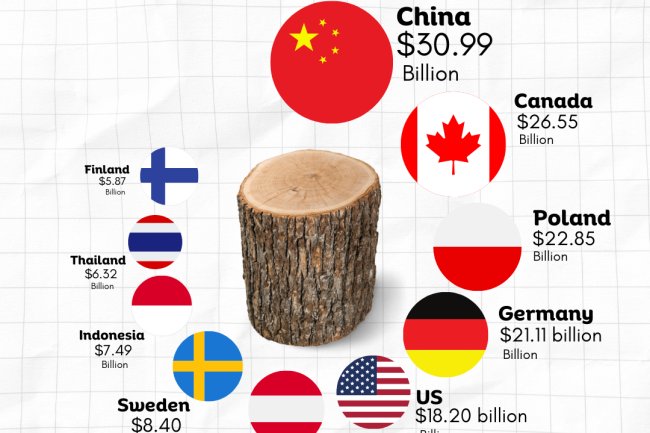 China
$30.99
Billion
Canada
$26.55
Billion
Poland
$22.85
Billion
Germany
$21.11 billion
Billion
US
$18.20 billion
Sweden
$8.40
Indonesia
$7.49
Billion
Thailand
$6.32
Billion
Finland
$5.87
Billion